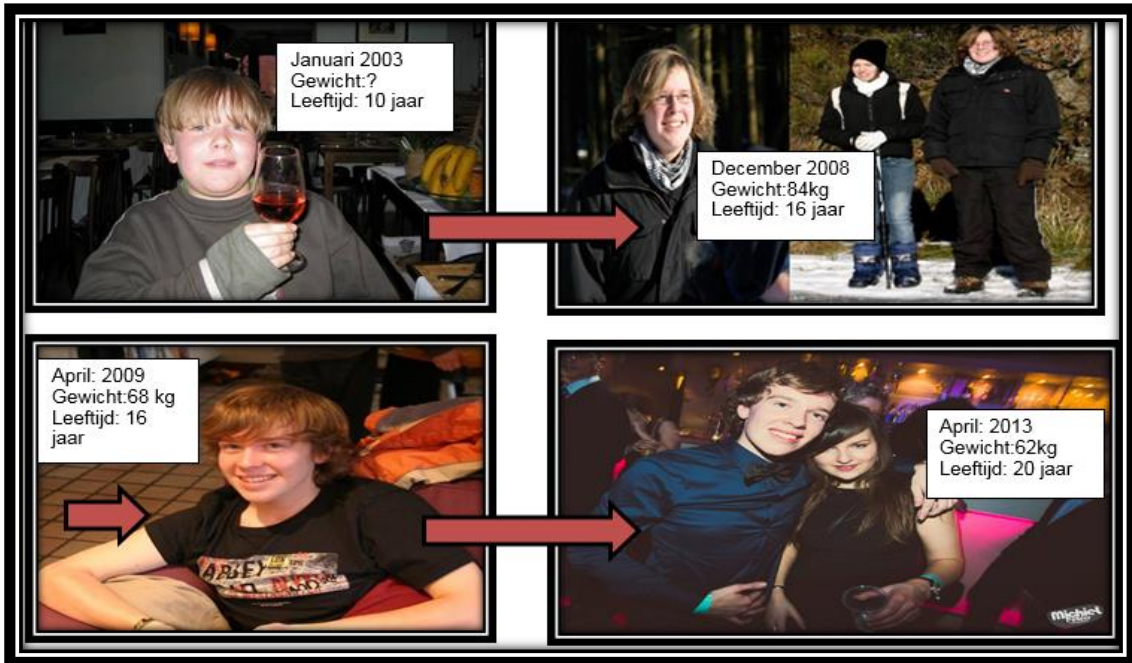 Januari 2003
Gewicht:?
Leeftijd: 10 jaar
December 2008
Gewicht:84kg
Leeftijd: 16 jaar
April: 2009
Gewicht:68 kg
Leeftijd: 16
jaar
April: 2013
Gewicht:62kg
Leeftijd: 20 jaar
michiel